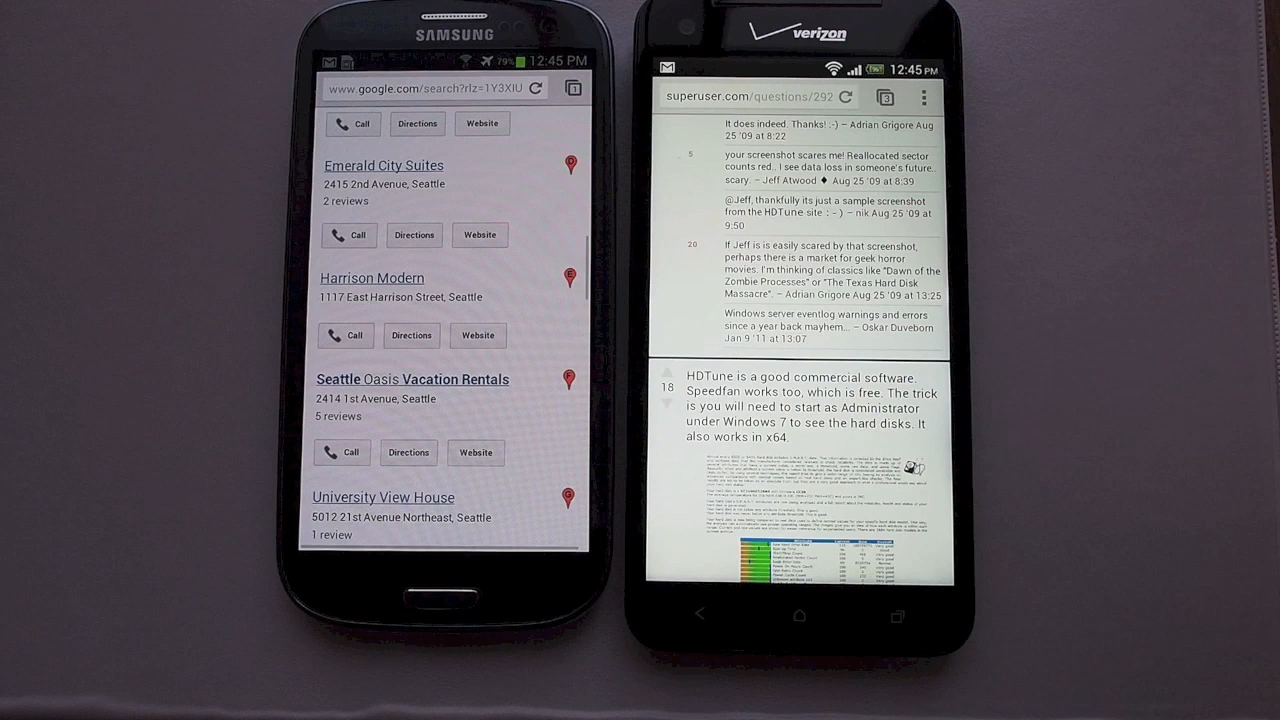 SAMSUNG
79% 12:45 PM
www.google.com/search?rlz=1Y3XIU
1
Call Directions Website
Emerald City Suites
D
2415 2nd Avenue, Seattle
2 reviews
Call Directions Website
Harrison Modern
E
1117 East Harrison Street, Seattle
Call Directions Website
Seattle Oasis Vacation Rentals
F
2414 1st Avenue, Seattle
5 reviews
Call Directions Website
University View House
G
5012 21st Avenue Northeast, Seattle
1 review
verizon
12:45 PM
superuser.com/questions/292
3
It does indeed. Thanks! :-) – Adrian Grigore Aug
25 '09 at 8:22
5
your screenshot scares me! Reallocated sector
counts red.. I see data loss in someone's future..
scary. – Jeff Atwood ♦ Aug 25 '09 at 8:39
@Jeff, thankfully its just a sample screenshot
from the HDTune site : - ) – nik Aug 25 '09 at
9:50
20
If Jeff is is easily scared by that screenshot,
perhaps there is a market for geek horror
movies. I'm thinking of classics like "Dawn of the
Zombie Processes" or "The Texas Hard Disk
Massacre". – Adrian Grigore Aug 25 '09 at 13:25
Windows server eventlog warnings and errors
since a year back mayhem... – Oskar Duveborn
Jan 9 '11 at 13:07
18
HDTune is a good commercial software.
Speedfan works too, which is free. The trick
is you will need to start as Administrator
under Windows 7 to see the hard disks. It
also works in x64.